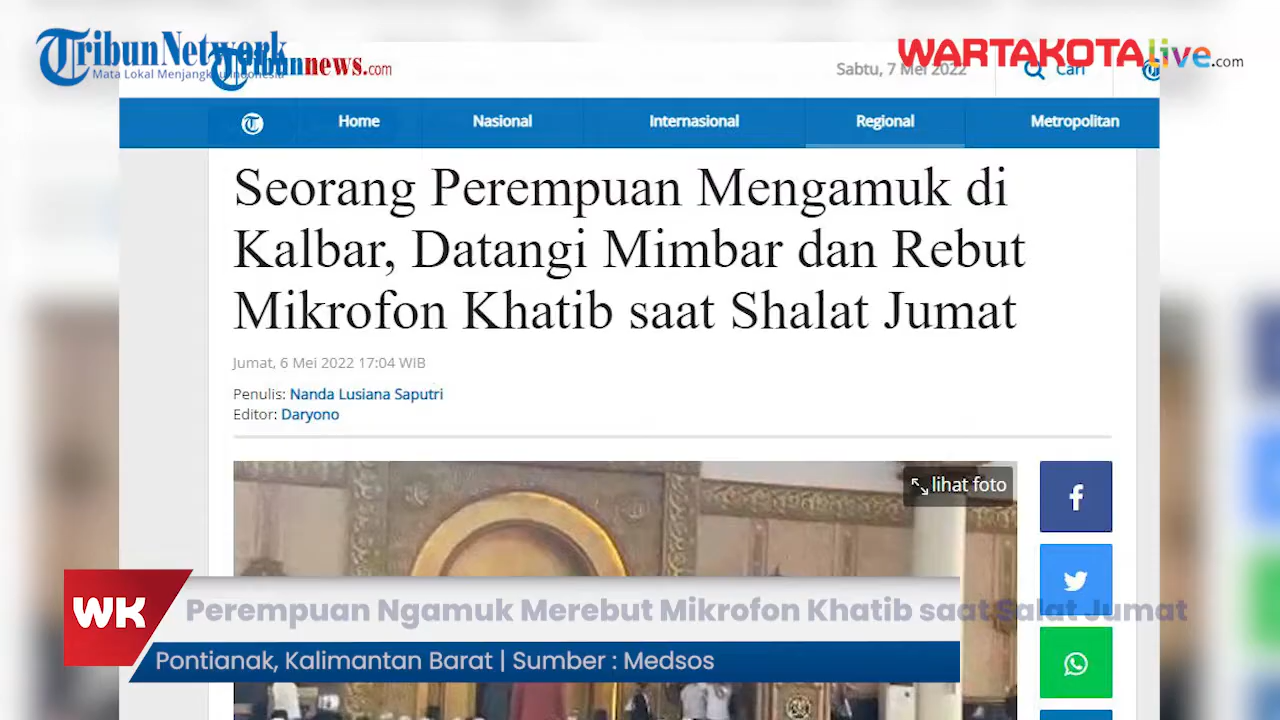 Tribun Network
Mata Lokal Menjangkau Indonesia
Tribunnews.com
Sabtu, 7 Mei 2022
Cari
WARTAKOTAlive.com
Home
Nasional
Internasional
Regional
Metropolitan
Seorang Perempuan Mengamuk di
Kalbar, Datangi Mimbar dan Rebut
Mikrofon Khatib saat Shalat Jumat
Jumat, 6 Mei 2022 17:04 WIB
Penulis: Nanda Lusiana Saputri
Editor: Daryono
lihat foto
WK
Perempuan Ngamuk Merebut Mikrofon Khatib saat Salat Jumat
Pontianak, Kalimantan Barat | Sumber : Medsos